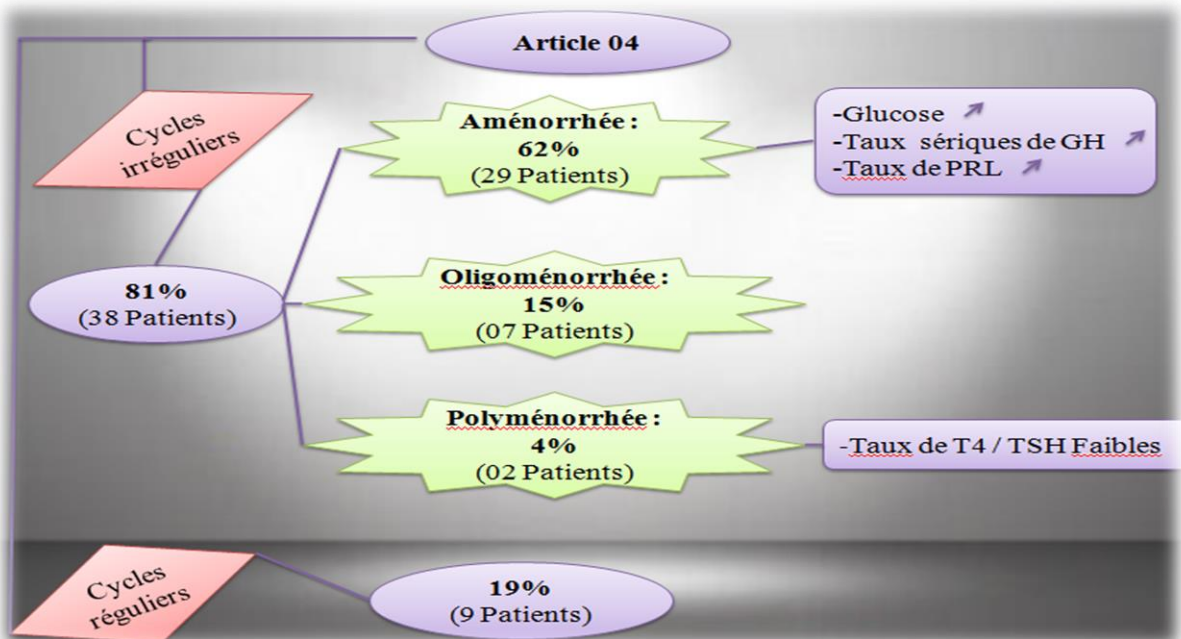 Article 04
Cycles
irréguliers
Aménorrhée :
62%
(29 Patients)
-Glucose ↗
-Taux sériques de GH ↗
-Taux de PRL ↗
81%
(38 Patients)
Oligoménorrhée :
15%
(07 Patients)
Polyménorrhée :
4%
(02 Patients)
-Taux de T4 / TSH Faibles
Cycles
réguliers
19%
(9 Patients)